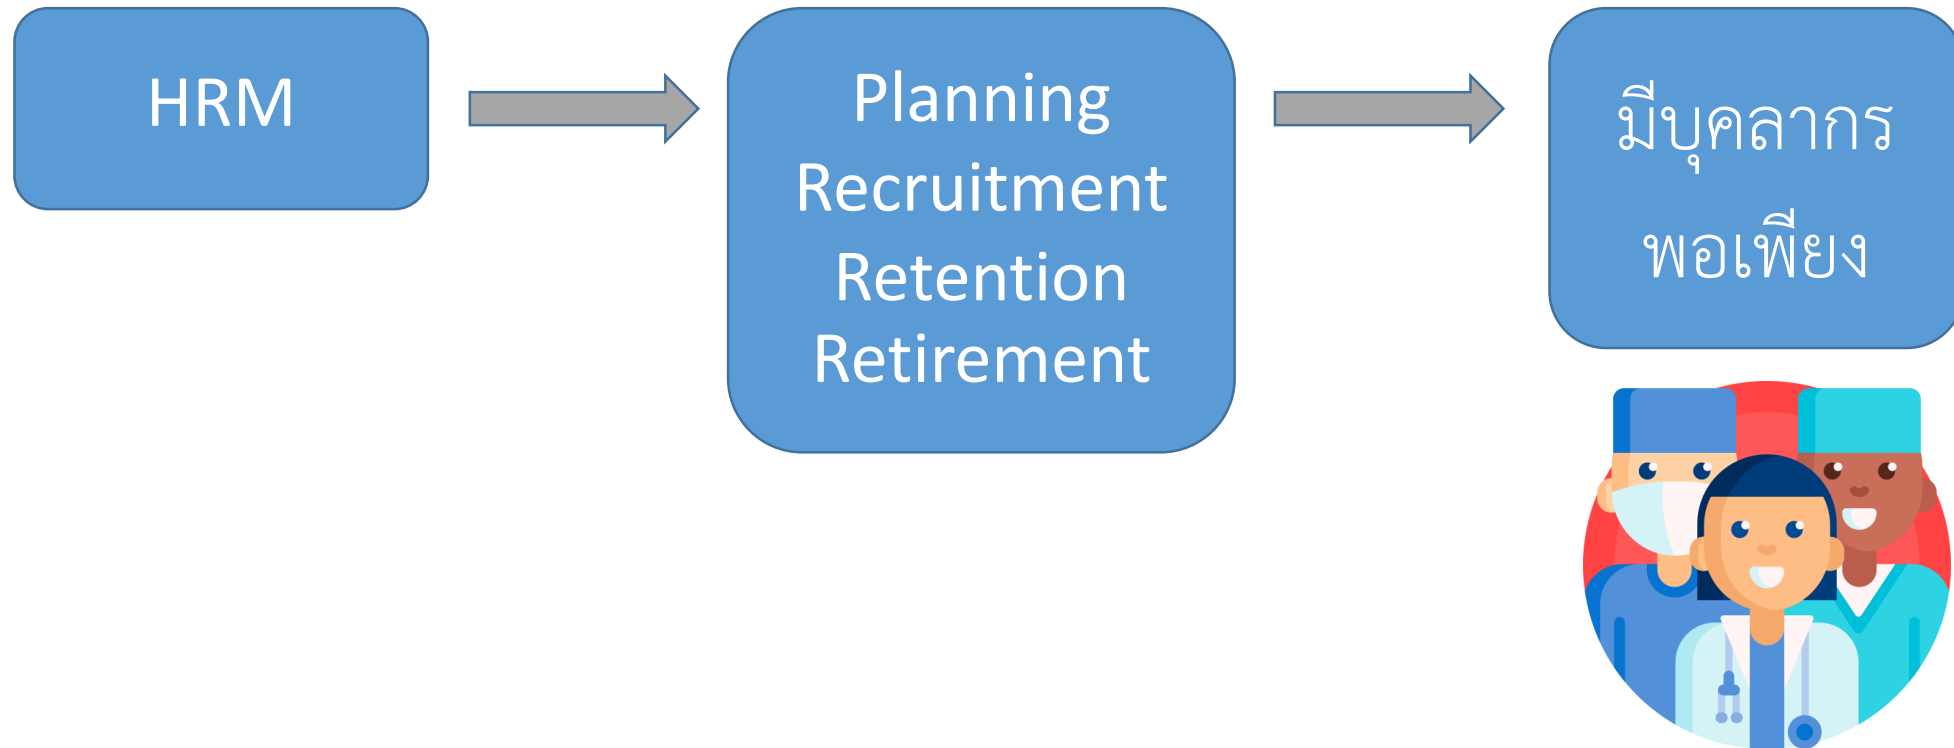 HRM
Planning
Recruitment
Retention
Retirement
มีบุคลากร
พอเพียง